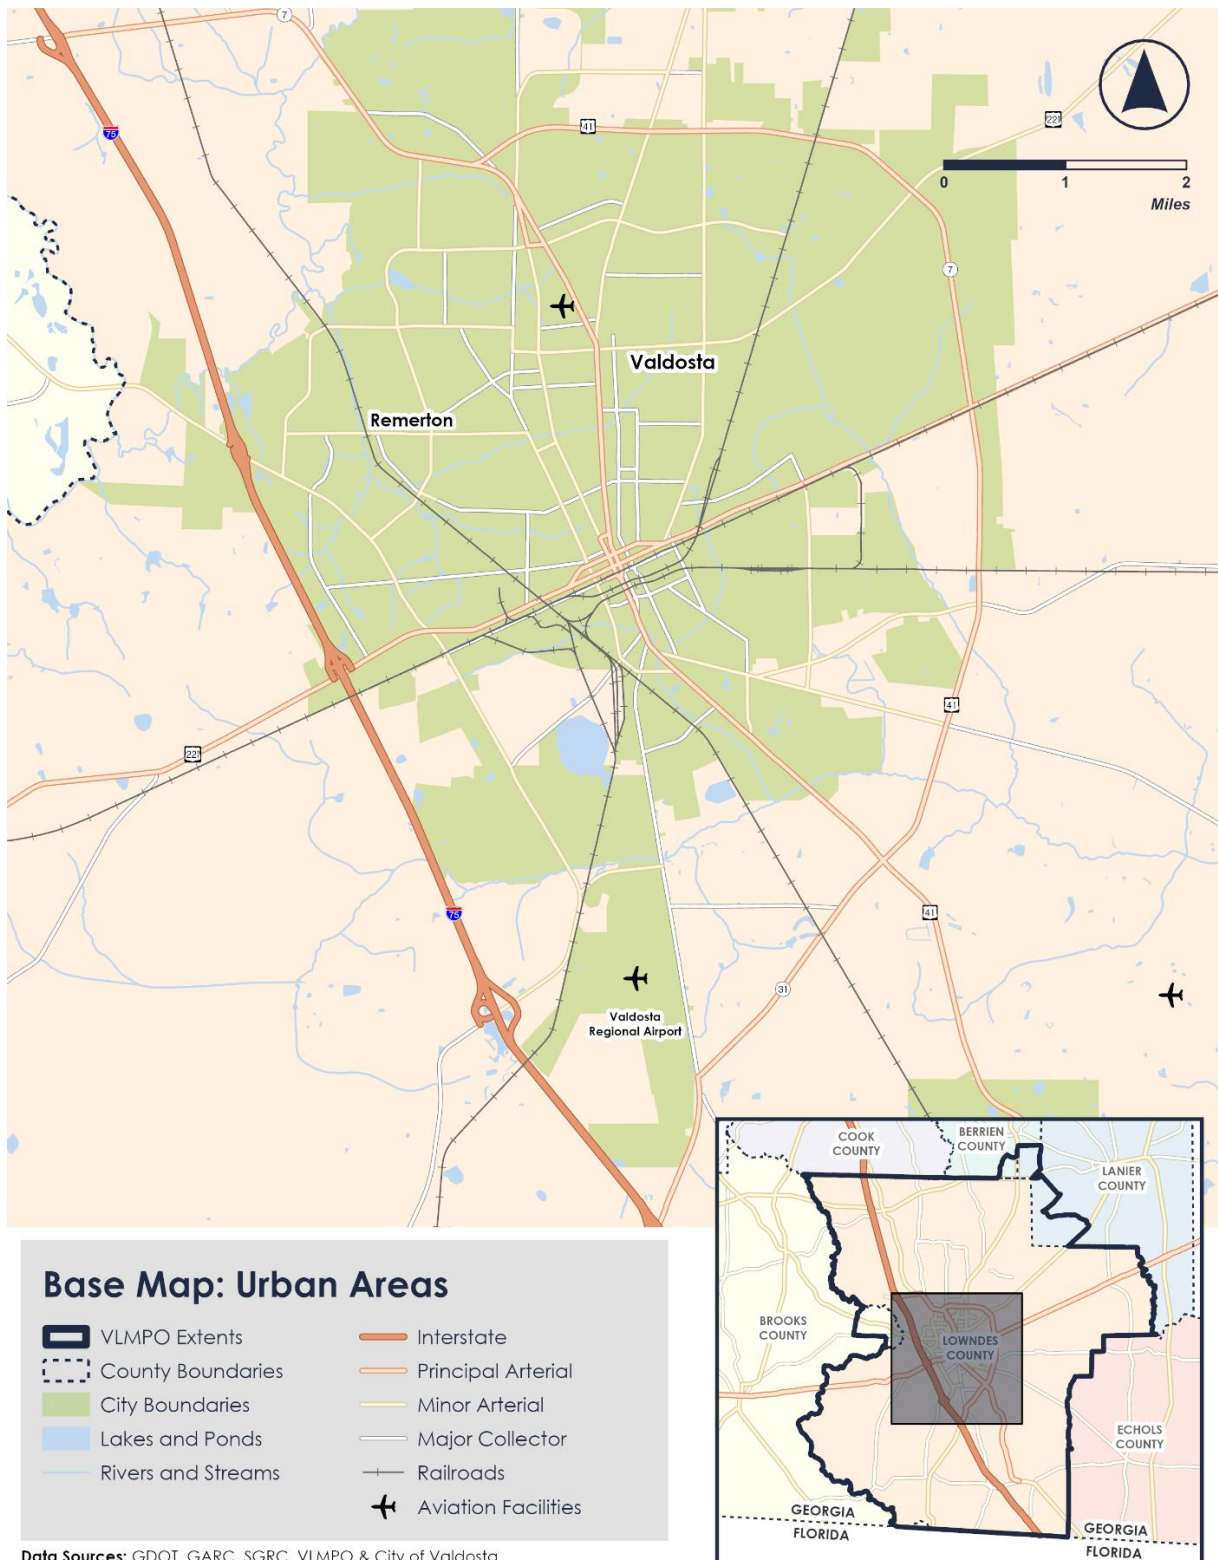 7
75
41
221
0 1 2
Miles
7
Valdosta
Remerton
41
221
75
41
31
Valdosta
Regional Airport
Base Map: Urban Areas
VLMPO Extents
County Boundaries
City Boundaries
Lakes and Ponds
Rivers and Streams
Interstate
Principal Arterial
Minor Arterial
Major Collector
Railroads
Aviation Facilities
COOK
COUNTY
BERRIEN
COUNTY
LANIER
COUNTY
BROOKS
COUNTY
LOWNDES
COUNTY
ECHOLS
COUNTY
GEORGIA
FLORIDA
GEORGIA
FLORIDA
Data Sources: GDOT, GARC, SGRC, VLMPO & City of Valdosta